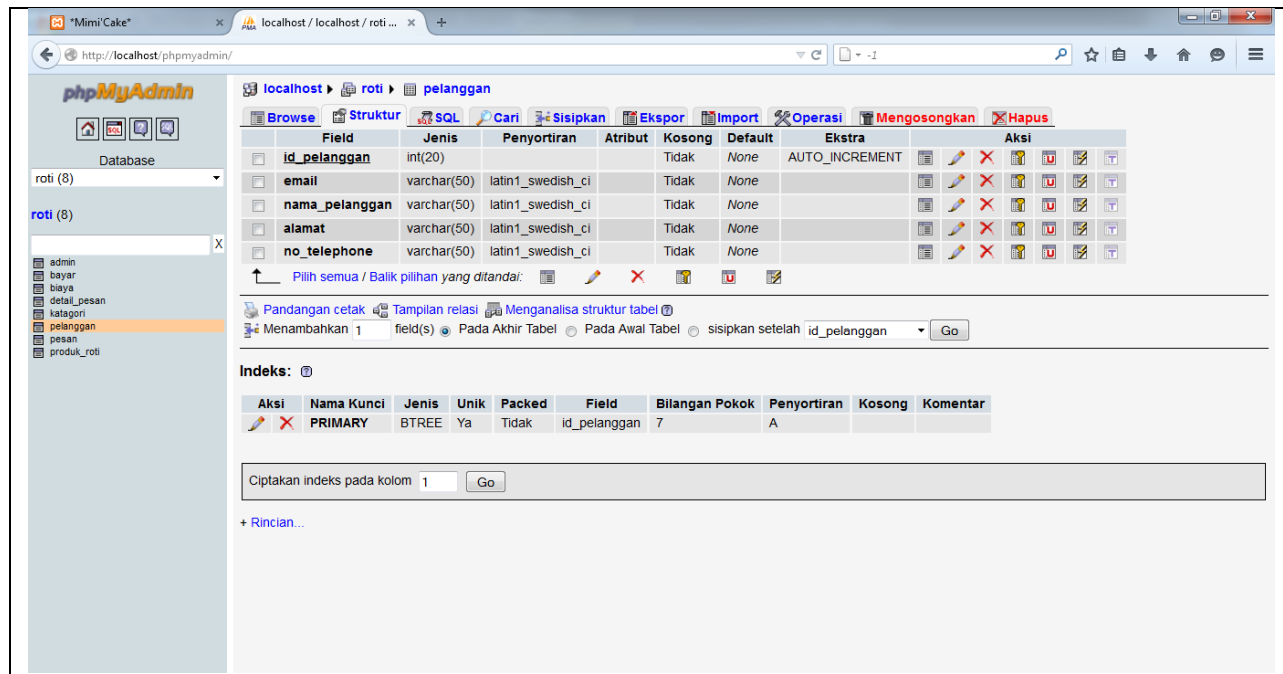 *Mimi'Cake* ×
PMA localhost / localhost / roti ... × +
http://localhost/phpmyadmin/
-1
phpMyAdmin
Database
roti (8)
roti (8)
X
admin
bayar
biaya
detail_pesan
katagori
pelanggan
pesan
produk_roti
localhost ▸ roti ▸ pelanggan
Browse Struktur SQL Cari Sisipkan Ekspor Import Operasi Mengosongkan Hapus
Field Jenis Penyortiran Atribut Kosong Default Ekstra Aksi
id_pelanggan int(20) Tidak None AUTO_INCREMENT
email varchar(50) latin1_swedish_ci Tidak None
nama_pelanggan varchar(50) latin1_swedish_ci Tidak None
alamat varchar(50) latin1_swedish_ci Tidak None
no_telephone varchar(50) latin1_swedish_ci Tidak None
Pilih semua / Balik pilihan yang ditandai:
Pandangan cetak Tampilan relasi Menganalisa struktur tabel
Menambahkan 1 field(s) Pada Akhir Tabel Pada Awal Tabel sisipkan setelah id_pelanggan Go
Indeks:
Aksi Nama Kunci Jenis Unik Packed Field Bilangan Pokok Penyortiran Kosong Komentar
PRIMARY BTREE Ya Tidak id_pelanggan 7 A
Ciptakan indeks pada kolom 1 Go
+ Rincian...